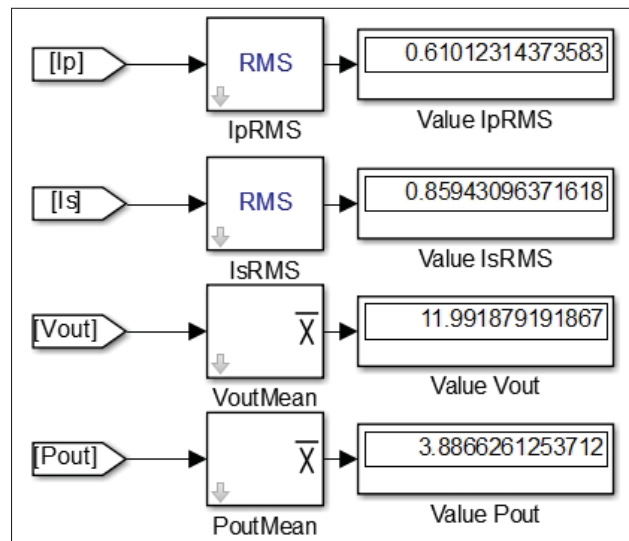 [Ip]
RMS
0.61012314373583
IpRMS
Value IpRMS
[Is]
RMS
0.85943096371618
IsRMS
Value IsRMS
[Vout]
X
11.991879191867
VoutMean
Value Vout
[Pout]
X
3.8866261253712
PoutMean
Value Pout